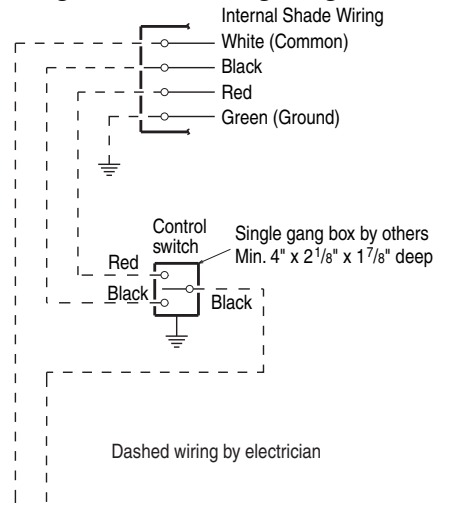 Internal Shade Wiring
White (Common)
Black
Red
Green (Ground)
Control
switch
Single gang box by others
Min. 4" x 2 1/8" x 1 7/8" deep
Red
Black
Black
Dashed wiring by electrician